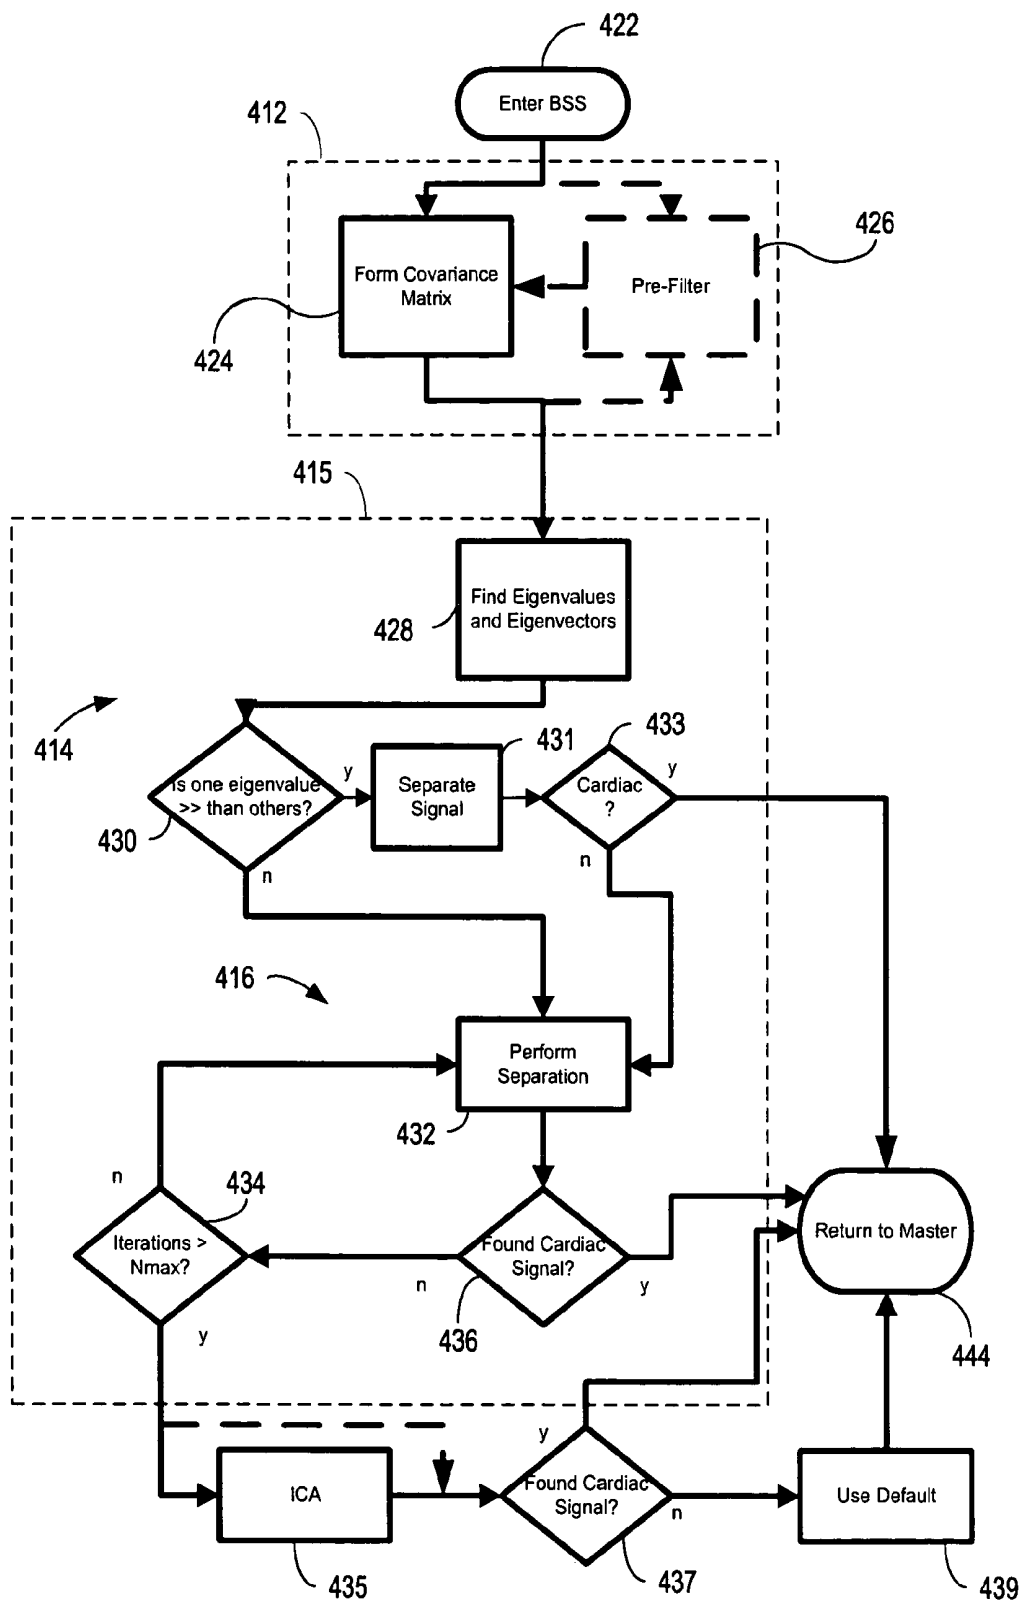 422
Enter BSS
412
426
Form Covariance
Matrix
Pre-Filter
424
415
Find Eigenvalues
and Eigenvectors
428
414
431
433
Is one eigenvalue
>> than others?
y
Separate
Signal
Cardiac
?
y
430
n
n
416
Perform
Separation
432
n
434
Iterations >
Nmax?
Found Cardiac
Signal?
Return to Master
n
y
436
y
444
y
ICA
Found Cardiac
Signal?
n
Use Default
435
437
439